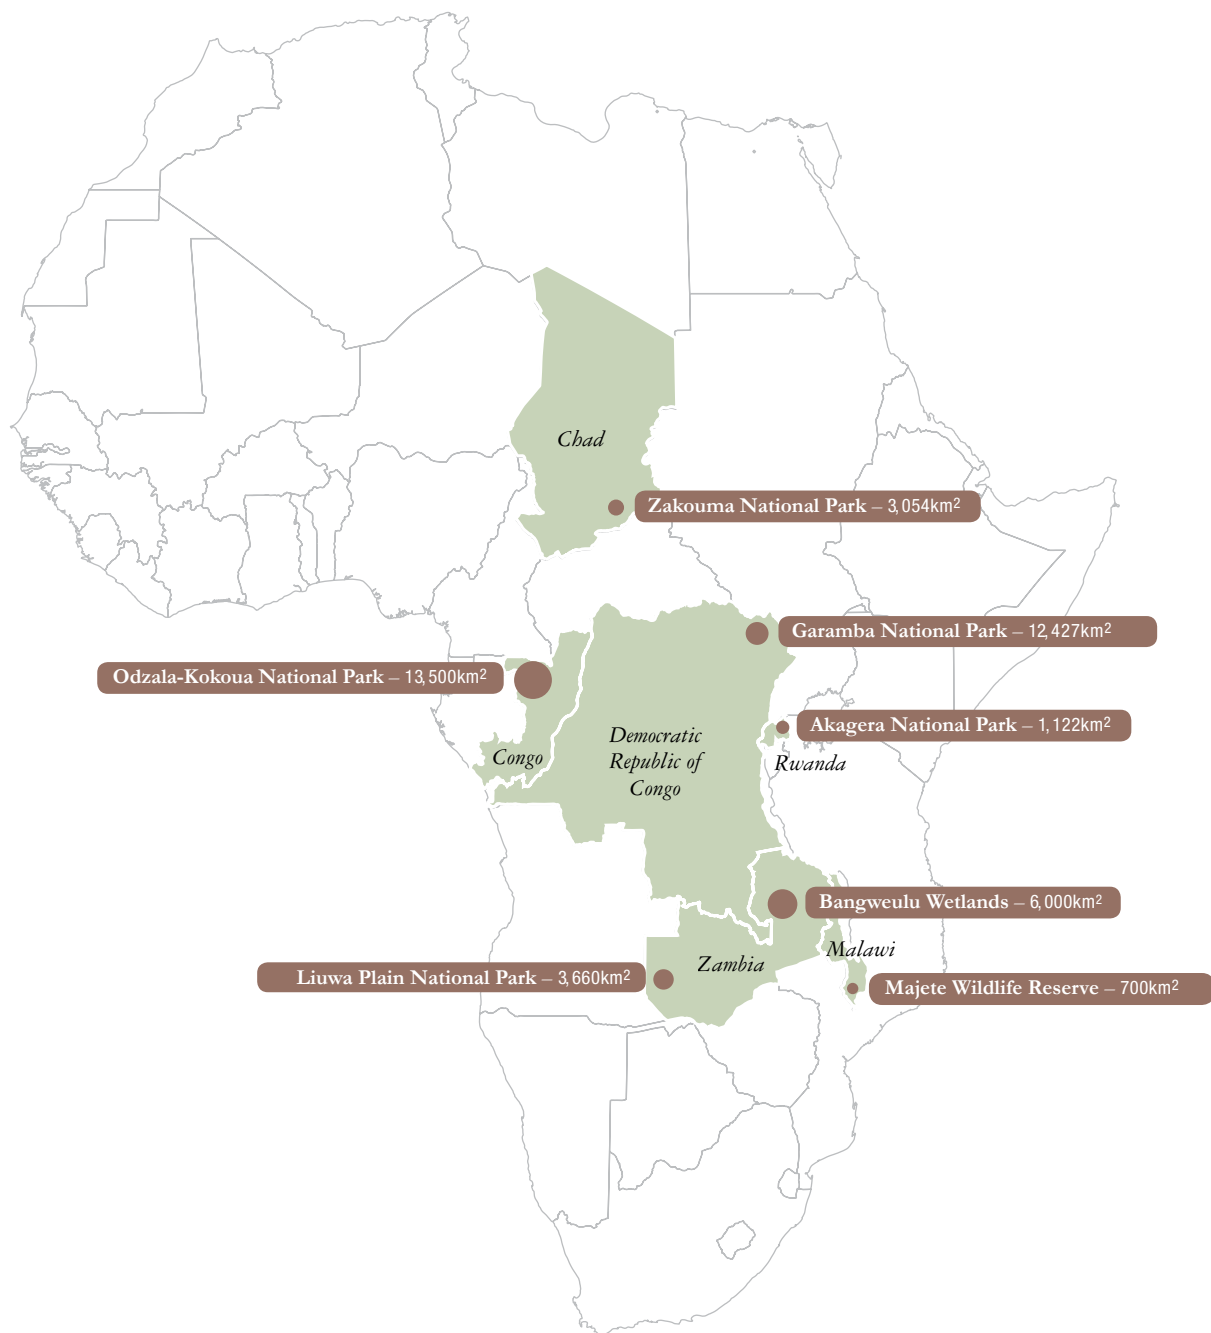 Chad
Zakouma National Park – 3,054km²
Garamba National Park – 12,427km²
Odzala-Kokoua National Park – 13,500km²
Akagera National Park – 1,122km²
Democratic
Republic of
Congo
Congo
Rwanda
Bangweulu Wetlands – 6,000km²
Malawi
Zambia
Liuwa Plain National Park – 3,660km²
Majete Wildlife Reserve – 700km²